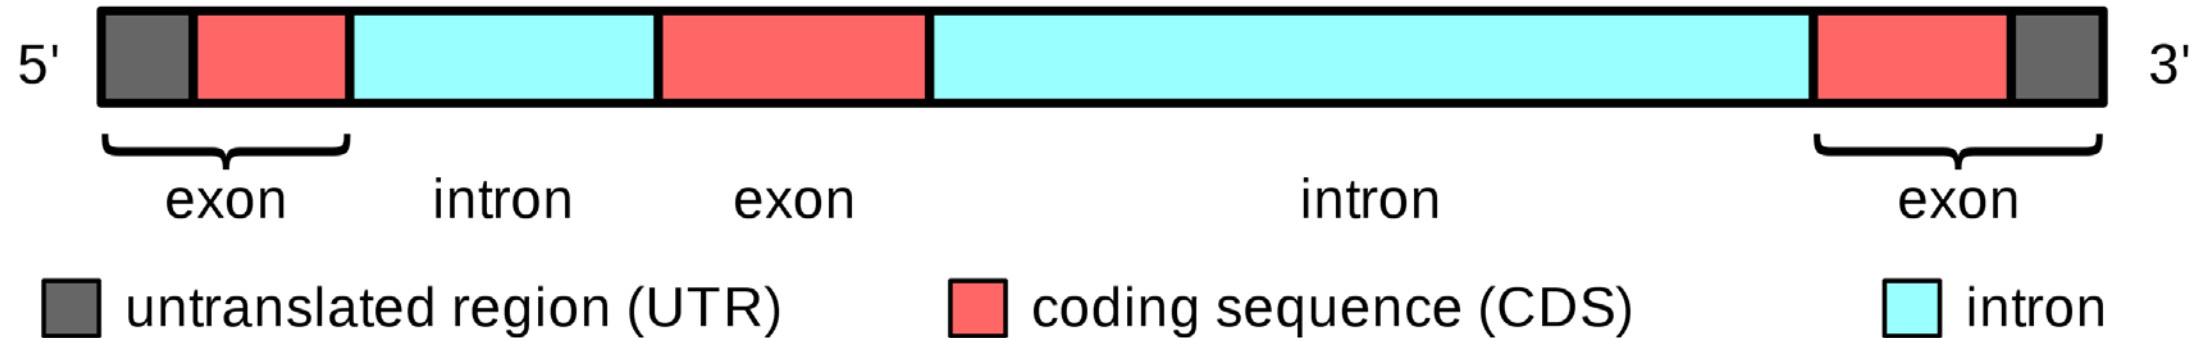 5' 3'
exon intron exon intron exon
untranslated region (UTR) coding sequence (CDS) intron